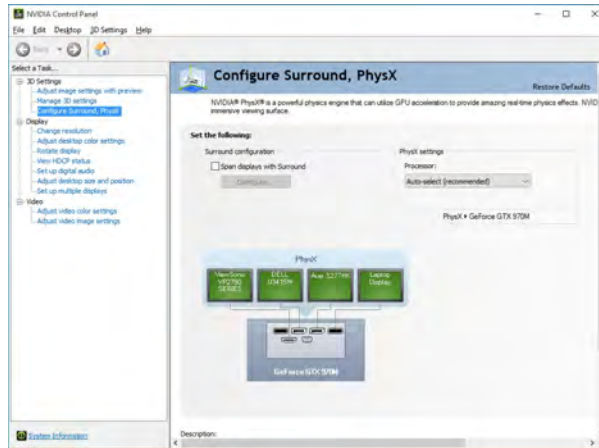 NVIDIA Control Panel
File Edit Desktop 3D Settings Help
Select a Task...
3D Settings
Adjust image settings with preview
Manage 3D settings
Configure Surround, PhysX
Display
Change resolution
Adjust desktop color settings
Rotate display
View HDCP status
Set up digital audio
Adjust desktop size and position
Set up multiple displays
Video
Adjust video color settings
Adjust video image settings
System Information
Configure Surround, PhysX
Restore Defaults
NVIDIA® PhysX® is a powerful physics engine that can utilize GPU acceleration to provide amazing real-time physics effects. NVID
immersive viewing surface.
Set the following:
Surround configuration
Span displays with Surround
Configure...
PhysX settings
Processor:
Auto-select (recommended)
PhysX > GeForce GTX 970M
PhysX
ViewSonic
VP2780
SERIES
DELL
U3415W
Acer S277HK
Laptop
Display
GeForce GTX 970M
Description: